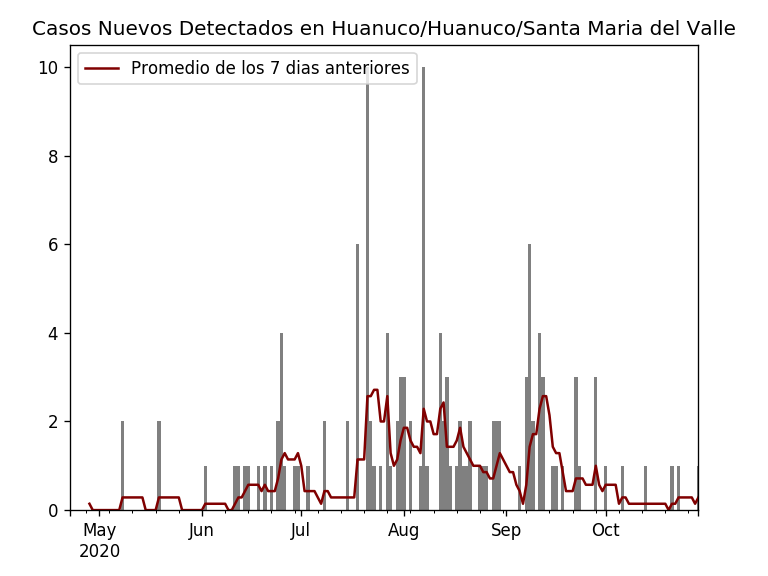 Casos Nuevos Detectados en Huanuco/Huanuco/Santa Maria del Valle
Promedio de los 7 dias anteriores
10
8
6
4
2
0
May Jun Jul Aug Sep Oct
2020